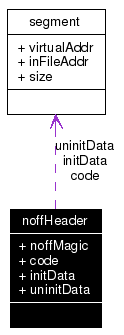 segment
+ virtualAddr
+ inFileAddr
+ size
uninitData
initData
code
noffHeader
+ noffMagic
+ code
+ initData
+ uninitData